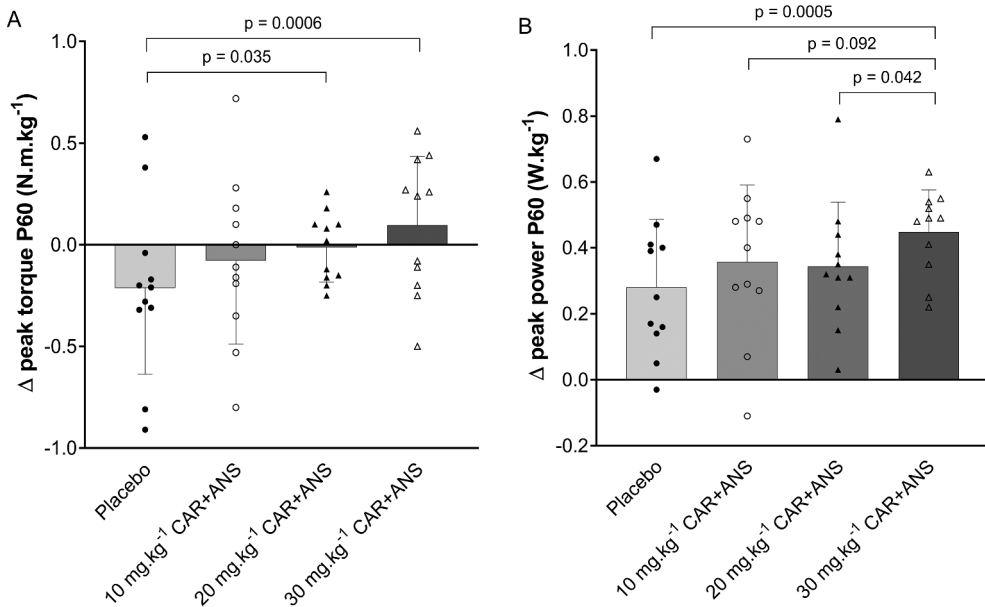 A
p = 0.0006
p = 0.035
Δ peak torque P60 (N.m.kg⁻¹)
1.0
0.5
0.0
-0.5
-1.0
Placebo
10 mg.kg⁻¹ CAR+ANS
20 mg.kg⁻¹ CAR+ANS
30 mg.kg⁻¹ CAR+ANS
B
p = 0.0005
p = 0.092
p = 0.042
Δ peak power P60 (W.kg⁻¹)
1.0
0.8
0.6
0.4
0.2
0.0
-0.2
Placebo
10 mg.kg⁻¹ CAR+ANS
20 mg.kg⁻¹ CAR+ANS
30 mg.kg⁻¹ CAR+ANS